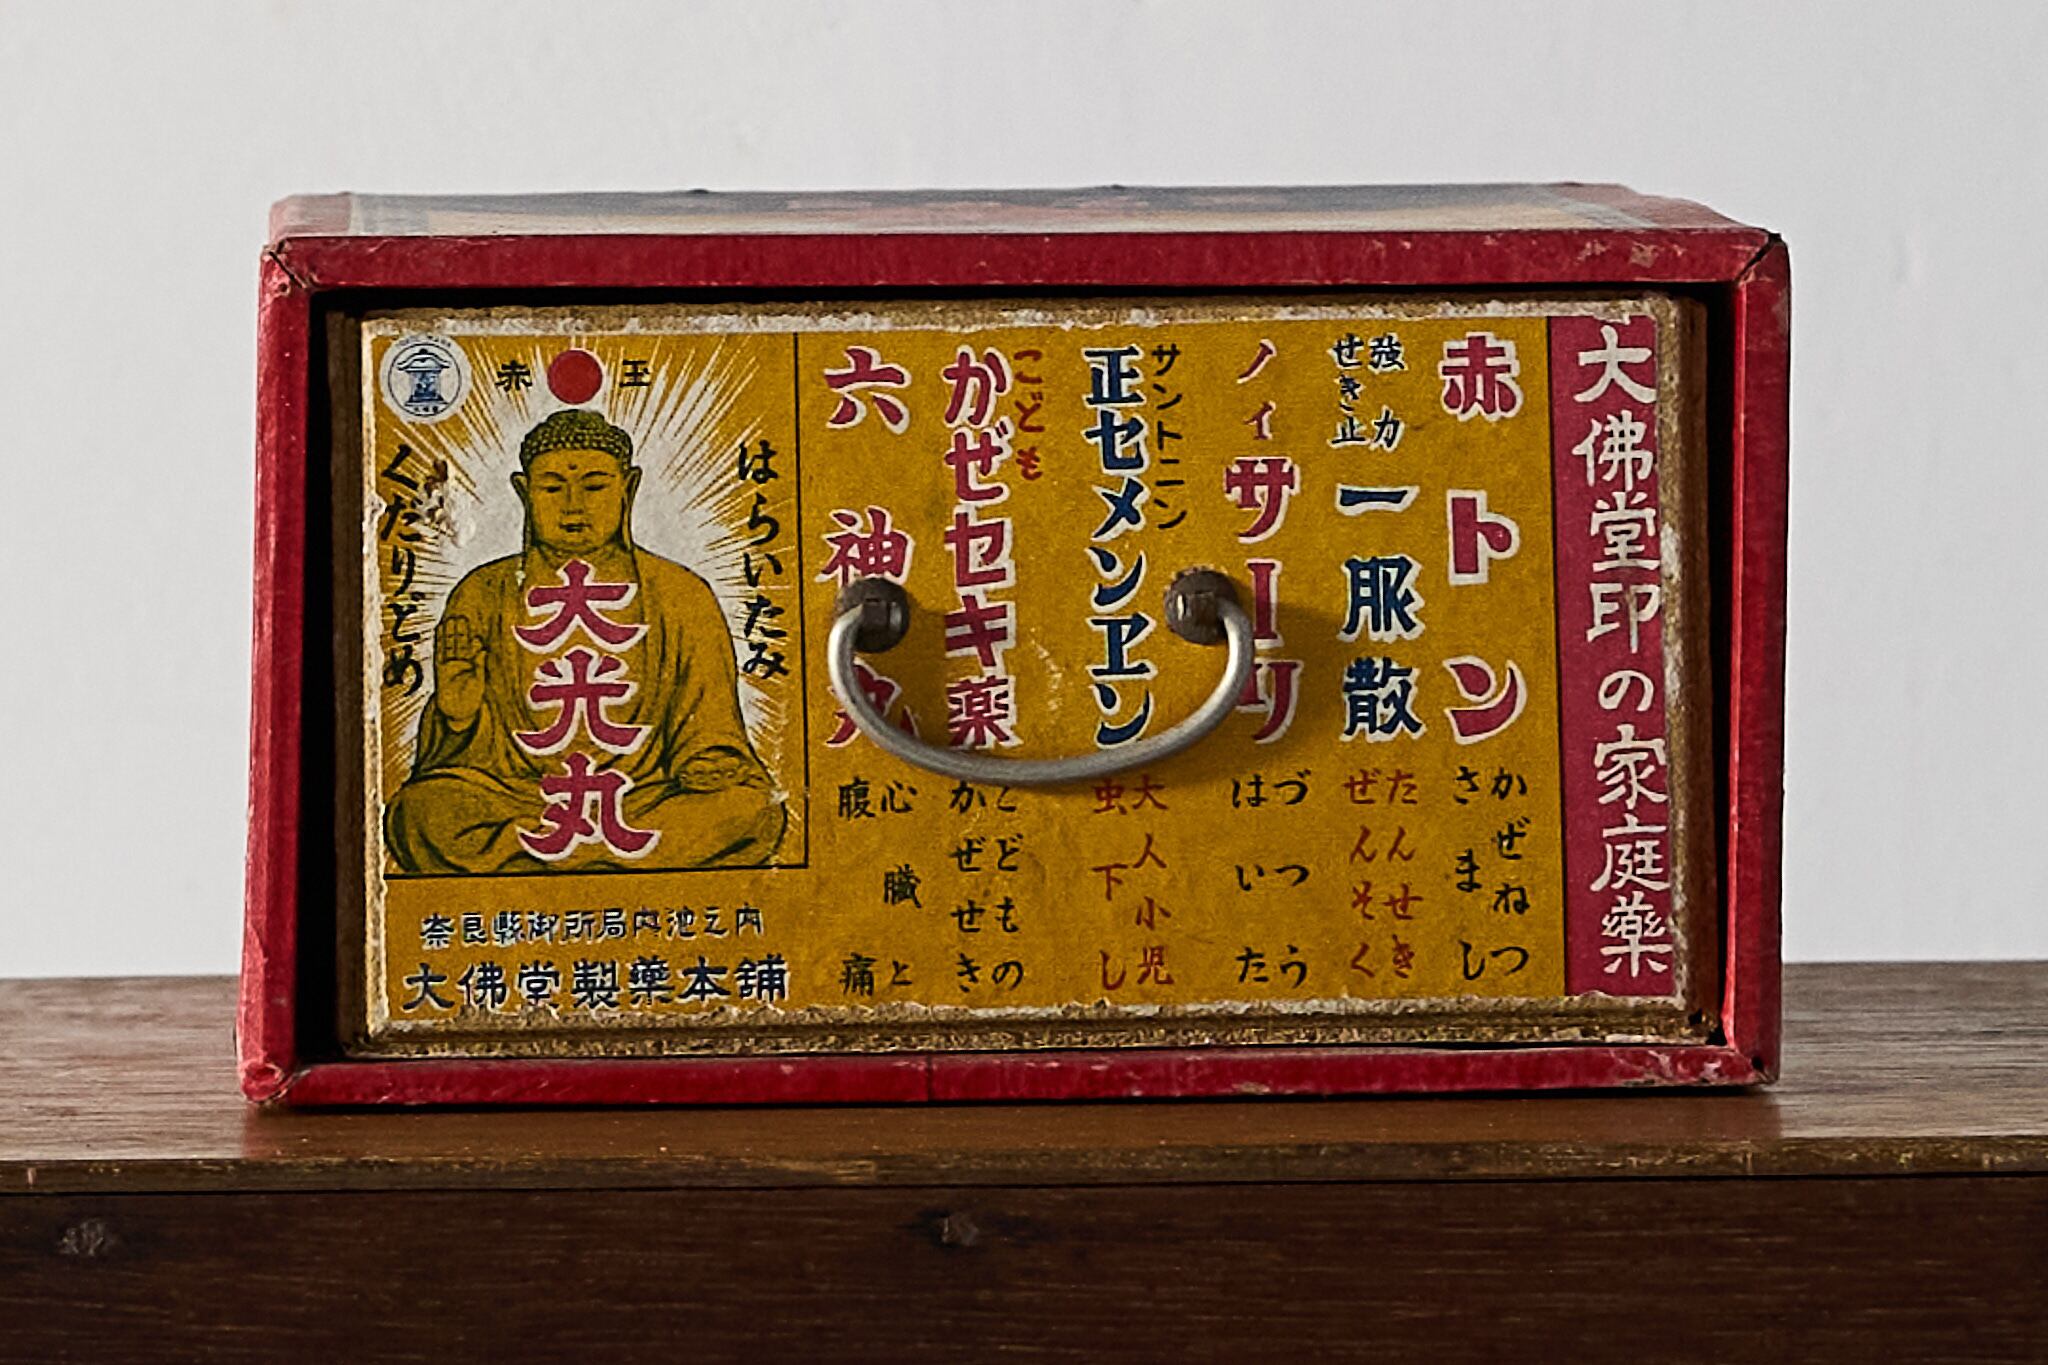 大佛堂印の家庭薬
赤トン
かぜねつ
さまし
強力
せき止
一服散
たんせき
ぜんそく
ノイサーリ
づつう
はいた
サントニン
正セメンエン
大人小児
虫下し
こども
かぜセキ薬
こどもの
かぜせき
六神丸
心臓と
腹痛
赤玉
はらいたみ
大光丸
くだりどめ
奈良縣御所局内池之内
大佛堂製薬本舗